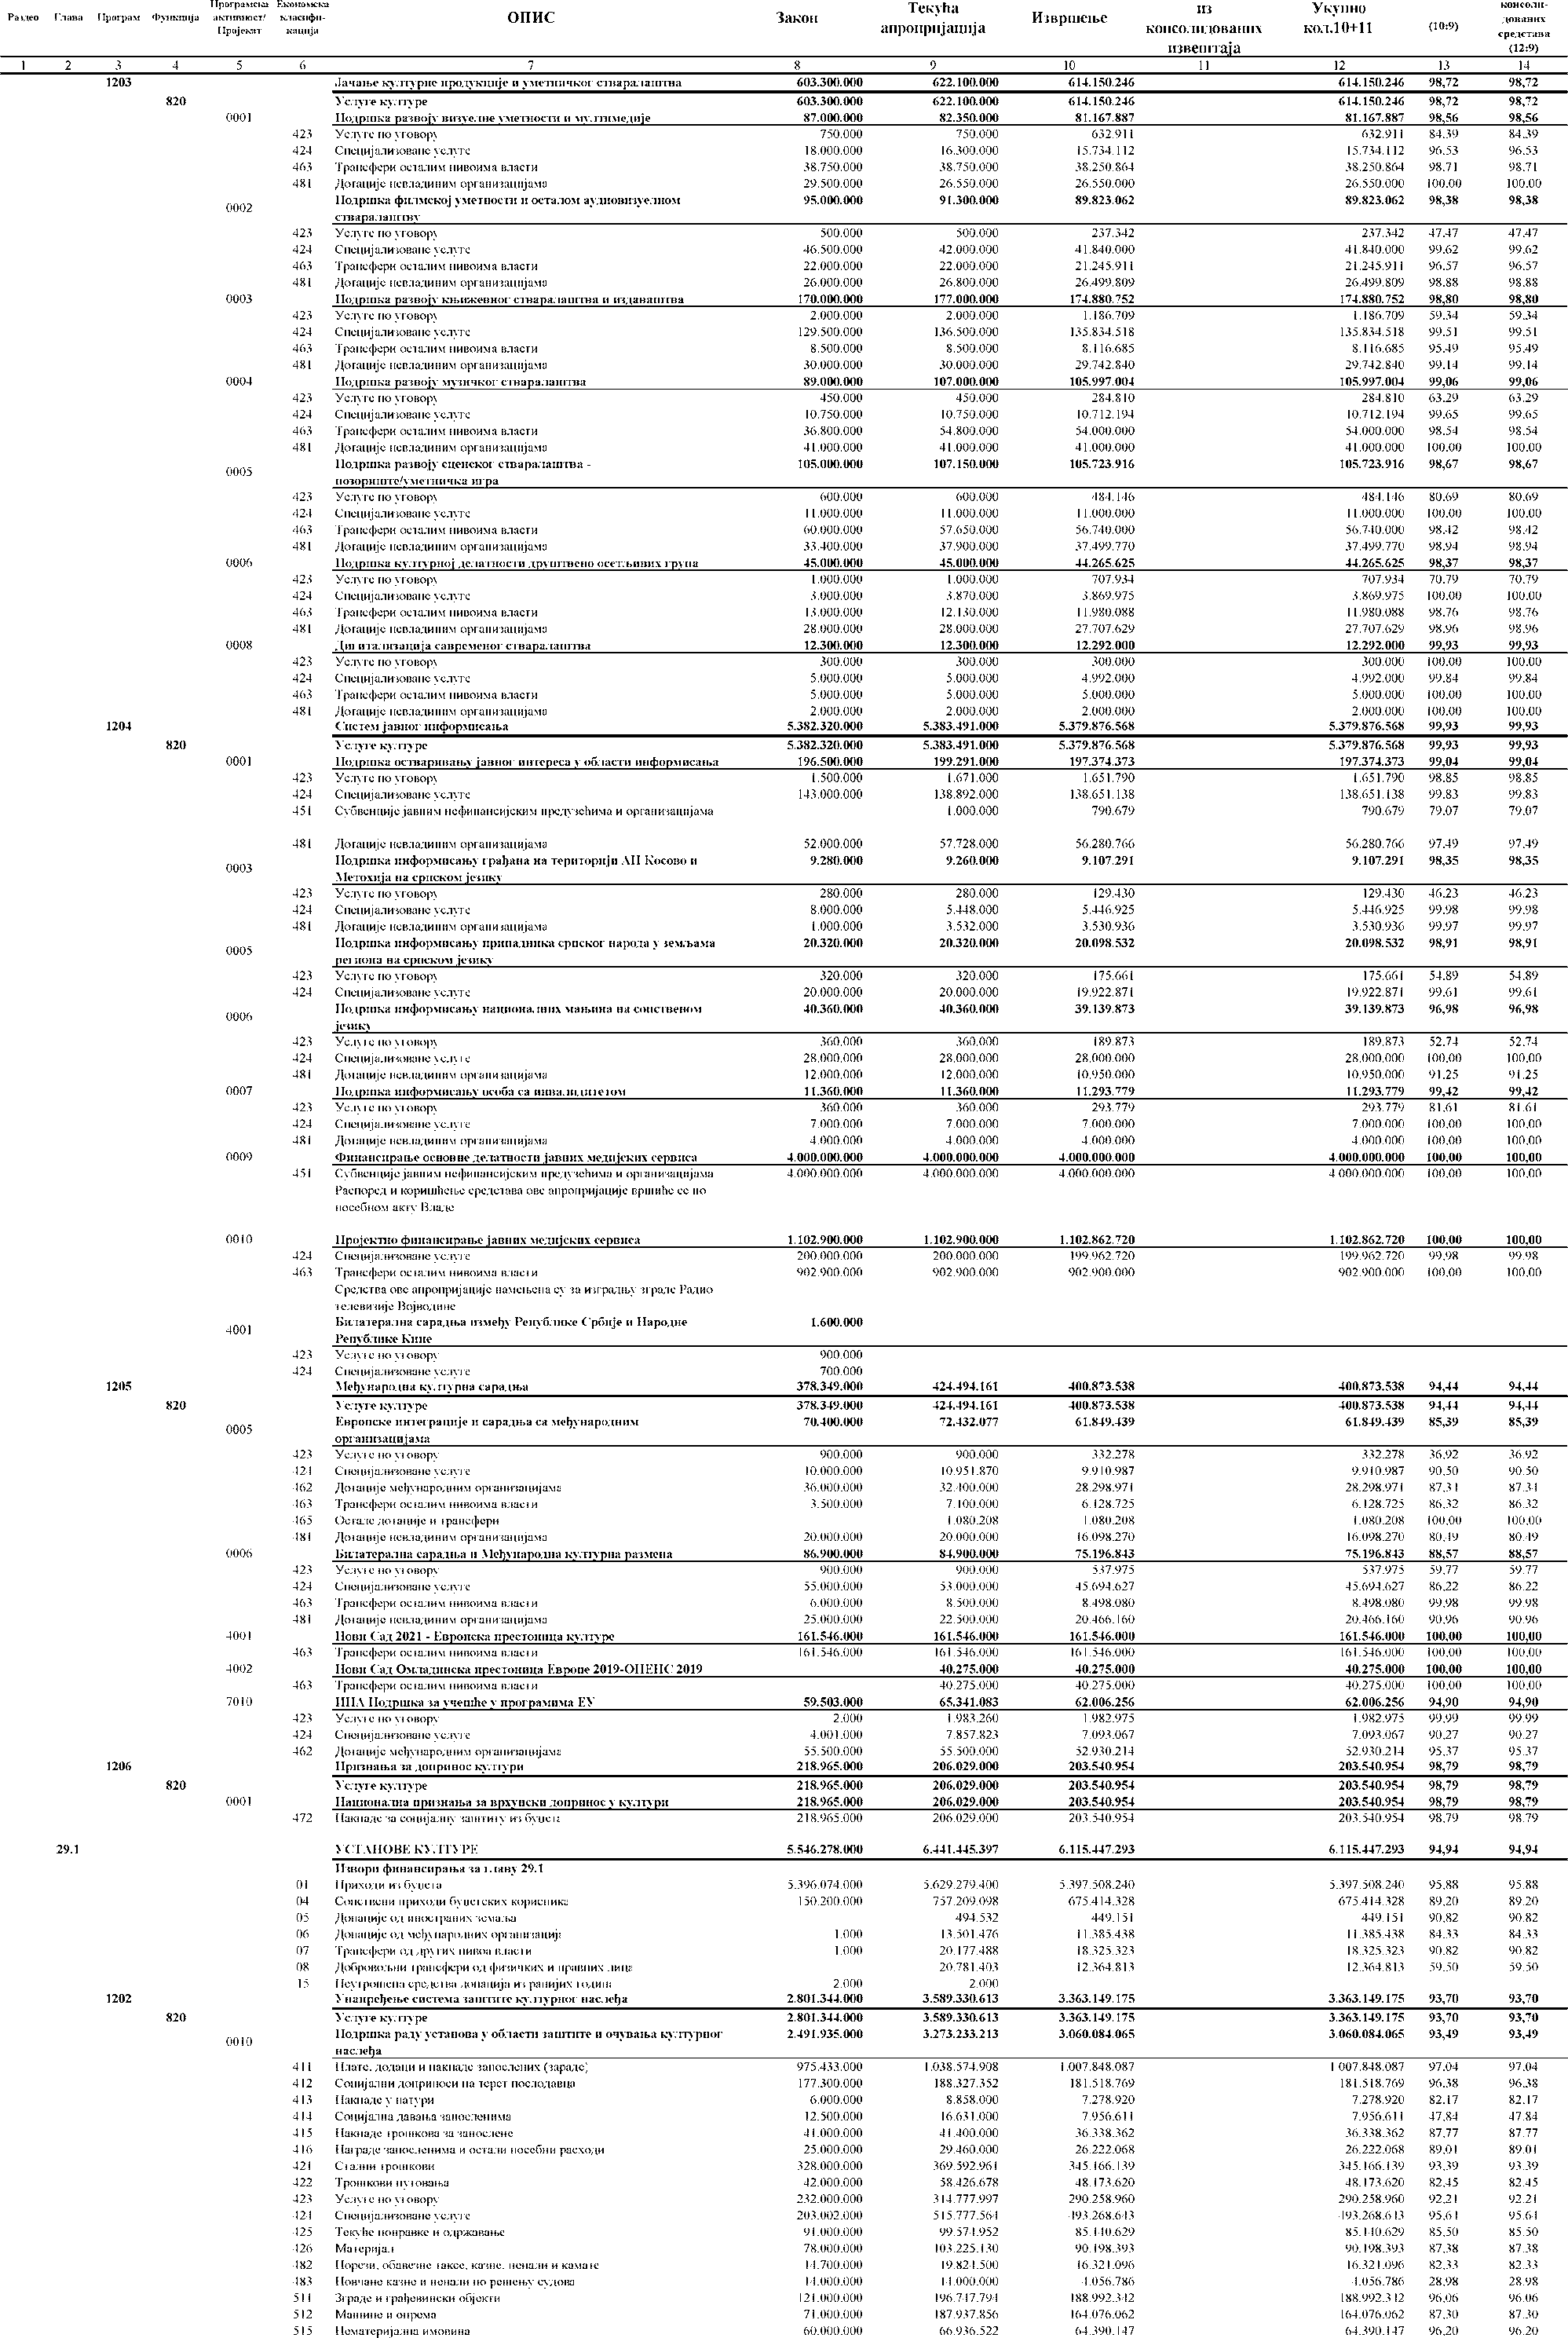 Раздео Глава Програм Функција Програмска активност/ Пројекат Економска класифи-кација ОПИС Закон Текућа апропријација Извршење из консолидованих извештаја Укупно кол.10+11 (10:9) консоли-дованих средстава (12:9)
1 2 3 4 5 6 7 8 9 10 11 12 13 14
1203 Јачање културне продукције и уметничког стваралаштва 603.300.000 622.100.000 614.150.246 614.150.246 98,72 98,72
820 Услуге културе 603.300.000 622.100.000 614.150.246 614.150.246 98,72 98,72
0001 Подршка развоју визуелне уметности и мултимедије 87.000.000 82.350.000 81.167.887 81.167.887 98,56 98,56
423 Услуге по уговору 750.000 750.000 632.911 632.911 84,39 84,39
424 Специјализоване услуге 18.000.000 16.300.000 15.734.112 15.734.112 96,53 96,53
463 Трансфери осталим нивоима власти 38.750.000 38.750.000 38.250.864 38.250.864 98,71 98,71
481 Дотације невладиним организацијама 29.500.000 26.550.000 26.550.000 26.550.000 100,00 100,00
0002 Подршка филмској уметности и осталом аудиовизуелном 95.000.000 91.300.000 89.823.062 89.823.062 98,38 98,38
стваралаштву
423 Услуге по уговору 500.000 500.000 237.342 237.342 47,47 47,47
424 Специјализоване услуге 46.500.000 42.000.000 41.840.000 41.840.000 99,62 99,62
463 Трансфери осталим нивоима власти 22.000.000 22.000.000 21.245.911 21.245.911 96,57 96,57
481 Дотације невладиним организацијама 26.000.000 26.800.000 26.499.809 26.499.809 98,88 98,88
0003 Подршка развоју књижевног стваралаштва и издаваштва 170.000.000 177.000.000 174.880.752 174.880.752 98,80 98,80
423 Услуге по уговору 2.000.000 2.000.000 1.186.709 1.186.709 59,34 59,34
424 Специјализоване услуге 129.500.000 136.500.000 135.834.518 135.834.518 99,51 99,51
463 Трансфери осталим нивоима власти 8.500.000 8.500.000 8.116.685 8.116.685 95,49 95,49
481 Дотације невладиним организацијама 30.000.000 30.000.000 29.742.840 29.742.840 99,14 99,14
0004 Подршка развоју музичког стваралаштва 89.000.000 107.000.000 105.997.004 105.997.004 99,06 99,06
423 Услуге по уговору 450.000 450.000 284.810 284.810 63,29 63,29
424 Специјализоване услуге 10.750.000 10.750.000 10.712.194 10.712.194 99,65 99,65
463 Трансфери осталим нивоима власти 36.800.000 54.800.000 54.000.000 54.000.000 98,54 98,54
481 Дотације невладиним организацијама 41.000.000 41.000.000 41.000.000 41.000.000 100,00 100,00
0005 Подршка развоју сценског стваралаштва - 105.000.000 107.150.000 105.723.916 105.723.916 98,67 98,67
позориште/уметничка игра
423 Услуге по уговору 600.000 600.000 484.146 484.146 80,69 80,69
424 Специјализоване услуге 11.000.000 11.000.000 11.000.000 11.000.000 100,00 100,00
463 Трансфери осталим нивоима власти 60.000.000 57.650.000 56.740.000 56.740.000 98,42 98,42
481 Дотације невладиним организацијама 33.400.000 37.900.000 37.499.770 37.499.770 98,94 98,94
0006 Подршка културној делатности друштвено осетљивих група 45.000.000 45.000.000 44.265.625 44.265.625 98,37 98,37
423 Услуге по уговору 1.000.000 1.000.000 707.934 707.934 70,79 70,79
424 Специјализоване услуге 3.000.000 3.870.000 3.869.975 3.869.975 100,00 100,00
463 Трансфери осталим нивоима власти 13.000.000 12.130.000 11.980.088 11.980.088 98,76 98,76
481 Дотације невладиним организацијама 28.000.000 28.000.000 27.707.629 27.707.629 98,96 98,96
0008 Дигитализација савременог стваралаштва 12.300.000 12.300.000 12.292.000 12.292.000 99,93 99,93
423 Услуге по уговору 300.000 300.000 300.000 300.000 100,00 100,00
424 Специјализоване услуге 5.000.000 5.000.000 4.992.000 4.992.000 99,84 99,84
463 Трансфери осталим нивоима власти 5.000.000 5.000.000 5.000.000 5.000.000 100,00 100,00
481 Дотације невладиним организацијама 2.000.000 2.000.000 2.000.000 2.000.000 100,00 100,00
1204 Систем јавног информисања 5.382.320.000 5.383.491.000 5.379.876.568 5.379.876.568 99,93 99,93
820 Услуге културе 5.382.320.000 5.383.491.000 5.379.876.568 5.379.876.568 99,93 99,93
0001 Подршка остваривању јавног интереса у области информисања 196.500.000 199.291.000 197.374.373 197.374.373 99,04 99,04
423 Услуге по уговору 1.500.000 1.671.000 1.651.790 1.651.790 98,85 98,85
424 Специјализоване услуге 143.000.000 138.892.000 138.651.138 138.651.138 99,83 99,83
451 Субвенције јавним нефинансијским предузећима и организацијама 1.000.000 790.679 790.679 79,07 79,07
481 Дотације невладиним организацијама 52.000.000 57.728.000 56.280.766 56.280.766 97,49 97,49
0003 Подршка информисању грађана на територији АП Косово и 9.280.000 9.260.000 9.107.291 9.107.291 98,35 98,35
Метохија на српском језику
423 Услуге по уговору 280.000 280.000 129.430 129.430 46,23 46,23
424 Специјализоване услуге 8.000.000 5.448.000 5.446.925 5.446.925 99,98 99,98
481 Дотације невладиним организацијама 1.000.000 3.532.000 3.530.936 3.530.936 99,97 99,97
0005 Подршка информисању припадника српског народа у земљама 20.320.000 20.320.000 20.098.532 20.098.532 98,91 98,91
региона на српском језику
423 Услуге по уговору 320.000 320.000 175.661 175.661 54,89 54,89
424 Специјализоване услуге 20.000.000 20.000.000 19.922.871 19.922.871 99,61 99,61
0006 Подршка информисању националних мањина на сопственом 40.360.000 40.360.000 39.139.873 39.139.873 96,98 96,98
језику
423 Услуге по уговору 360.000 360.000 189.873 189.873 52,74 52,74
424 Специјализоване услуге 28.000.000 28.000.000 28.000.000 28.000.000 100,00 100,00
481 Дотације невладиним организацијама 12.000.000 12.000.000 10.950.000 10.950.000 91,25 91,25
0007 Подршка информисању особа са инвалидитетом 11.360.000 11.360.000 11.293.779 11.293.779 99,42 99,42
423 Услуге по уговору 360.000 360.000 293.779 293.779 81,61 81,61
424 Специјализоване услуге 7.000.000 7.000.000 7.000.000 7.000.000 100,00 100,00
481 Дотације невладиним организацијама 4.000.000 4.000.000 4.000.000 4.000.000 100,00 100,00
0009 Финансирање основне делатности јавних медијских сервиса 4.000.000.000 4.000.000.000 4.000.000.000 4.000.000.000 100,00 100,00
451 Субвенције јавним нефинансијским предузећима и организацијама 4.000.000.000 4.000.000.000 4.000.000.000 4.000.000.000 100,00 100,00
Распоред и коришћење средстава ове апропријације вршиће се по
посебном акту Владе
0010 Пројектно финансирање јавних медијских сервиса 1.102.900.000 1.102.900.000 1.102.862.720 1.102.862.720 100,00 100,00
424 Специјализоване услуге 200.000.000 200.000.000 199.962.720 199.962.720 99,98 99,98
463 Трансфери осталим нивоима власти 902.900.000 902.900.000 902.900.000 902.900.000 100,00 100,00
Средства ове апропријације намењена су за изградњу зграде Радио
телевизије Војводине
4001 Билатерална сарадња између Републике Србије и Народне 1.600.000
Републике Кине
423 Услуге по уговору 900.000
424 Специјализоване услуге 700.000
1205 Међународна културна сарадња 378.349.000 424.494.161 400.873.538 400.873.538 94,44 94,44
820 Услуге културе 378.349.000 424.494.161 400.873.538 400.873.538 94,44 94,44
0005 Европске интеграције и сарадња са међународним 70.400.000 72.432.077 61.849.439 61.849.439 85,39 85,39
организацијама
423 Услуге по уговору 900.000 900.000 332.278 332.278 36,92 36,92
424 Специјализоване услуге 10.000.000 10.951.870 9.910.987 9.910.987 90,50 90,50
462 Дотације међународним организацијама 36.000.000 32.400.000 28.298.971 28.298.971 87,34 87,34
463 Трансфери осталим нивоима власти 3.500.000 7.100.000 6.128.725 6.128.725 86,32 86,32
465 Остале дотације и трансфери 1.080.208 1.080.208 1.080.208 100,00 100,00
481 Дотације невладиним организацијама 20.000.000 20.000.000 16.098.270 16.098.270 80,49 80,49
0006 Билатерална сарадња и Међународна културна размена 86.900.000 84.900.000 75.196.843 75.196.843 88,57 88,57
423 Услуге по уговору 900.000 900.000 537.975 537.975 59,77 59,77
424 Специјализоване услуге 55.000.000 53.000.000 45.694.627 45.694.627 86,22 86,22
463 Трансфери осталим нивоима власти 6.000.000 8.500.000 8.498.080 8.498.080 99,98 99,98
481 Дотације невладиним организацијама 25.000.000 22.500.000 20.466.160 20.466.160 90,96 90,96
4001 Нови Сад 2021 - Европска престоница културе 161.546.000 161.546.000 161.546.000 161.546.000 100,00 100,00
463 Трансфери осталим нивоима власти 161.546.000 161.546.000 161.546.000 161.546.000 100,00 100,00
4002 Нови Сад Омладинска престоница Европе 2019-ОПЕНС 2019 40.275.000 40.275.000 40.275.000 100,00 100,00
463 Трансфери осталим нивоима власти 40.275.000 40.275.000 40.275.000 100,00 100,00
7010 ИПА Подршка за учешће у програмима ЕУ 59.503.000 65.341.083 62.006.256 62.006.256 94,90 94,90
423 Услуге по уговору 2.000 1.983.260 1.982.975 1.982.975 99,99 99,99
424 Специјализоване услуге 4.001.000 7.857.823 7.093.067 7.093.067 90,27 90,27
462 Дотације међународним организацијама 55.500.000 55.500.000 52.930.214 52.930.214 95,37 95,37
1206 Признања за допринос култури 218.965.000 206.029.000 203.540.954 203.540.954 98,79 98,79
820 Услуге културе 218.965.000 206.029.000 203.540.954 203.540.954 98,79 98,79
0001 Национална признања за врхунски допринос у култури 218.965.000 206.029.000 203.540.954 203.540.954 98,79 98,79
472 Накнаде за социјалну заштиту из буџета 218.965.000 206.029.000 203.540.954 203.540.954 98,79 98,79
29.1 УСТАНОВЕ КУЛТУРЕ 5.546.278.000 6.441.445.397 6.115.447.293 6.115.447.293 94,94 94,94
Извори финансирања за главу 29.1
01 Приходи из буџета 5.396.074.000 5.629.279.400 5.397.508.240 5.397.508.240 95,88 95,88
04 Сопствени приходи буџетских корисника 150.200.000 757.209.098 675.414.328 675.414.328 89,20 89,20
05 Донације од иностраних земаља 494.532 449.151 449.151 90,82 90,82
06 Донације од међународних организација 1.000 13.501.476 11.385.438 11.385.438 84,33 84,33
07 Трансфери од других нивоа власти 1.000 20.177.488 18.325.323 18.325.323 90,82 90,82
08 Добровољни трансфери од физичких и правних лица 20.781.403 12.364.813 12.364.813 59,50 59,50
15 Неутрошена средства донација из ранијих година 2.000 2.000
1202 Унапређење система заштите културног наслеђа 2.801.344.000 3.589.330.613 3.363.149.175 3.363.149.175 93,70 93,70
820 Услуге културе 2.801.344.000 3.589.330.613 3.363.149.175 3.363.149.175 93,70 93,70
0010 Подршка раду установа у области заштите и очувања културног 2.491.935.000 3.273.233.213 3.060.084.065 3.060.084.065 93,49 93,49
наслеђа
411 Плате, додаци и накнаде запослених (зараде) 975.433.000 1.038.574.908 1.007.848.087 1.007.848.087 97,04 97,04
412 Социјални доприноси на терет послодавца 177.300.000 188.327.352 181.518.769 181.518.769 96,38 96,38
413 Накнаде у натури 6.000.000 8.858.000 7.278.920 7.278.920 82,17 82,17
414 Социјална давања запосленима 12.500.000 16.631.000 7.956.611 7.956.611 47,84 47,84
415 Накнаде трошкова за запослене 41.000.000 41.400.000 36.338.362 36.338.362 87,77 87,77
416 Награде запосленима и остали посебни расходи 25.000.000 29.460.000 26.222.068 26.222.068 89,01 89,01
421 Стални трошкови 328.000.000 369.592.961 345.166.139 345.166.139 93,39 93,39
422 Трошкови путовања 42.000.000 58.426.678 48.173.620 48.173.620 82,45 82,45
423 Услуге по уговору 232.000.000 314.777.997 290.258.960 290.258.960 92,21 92,21
424 Специјализоване услуге 203.002.000 515.777.564 493.268.643 493.268.643 95,64 95,64
425 Текуће поправке и одржавање 91.000.000 99.574.952 85.140.629 85.140.629 85,50 85,50
426 Материјал 78.000.000 103.225.130 90.198.393 90.198.393 87,38 87,38
482 Порези, обавезне таксе, казне, пенали и камате 14.700.000 19.824.500 16.321.096 16.321.096 82,33 82,33
483 Новчане казне и пенали по решењу судова 14.000.000 14.000.000 4.056.786 4.056.786 28,98 28,98
511 Зграде и грађевински објекти 121.000.000 196.747.794 188.992.342 188.992.342 96,06 96,06
512 Машине и опрема 71.000.000 187.937.856 164.076.062 164.076.062 87,30 87,30
515 Нематеријална имовина 60.000.000 66.936.522 64.390.147 64.390.147 96,20 96,20